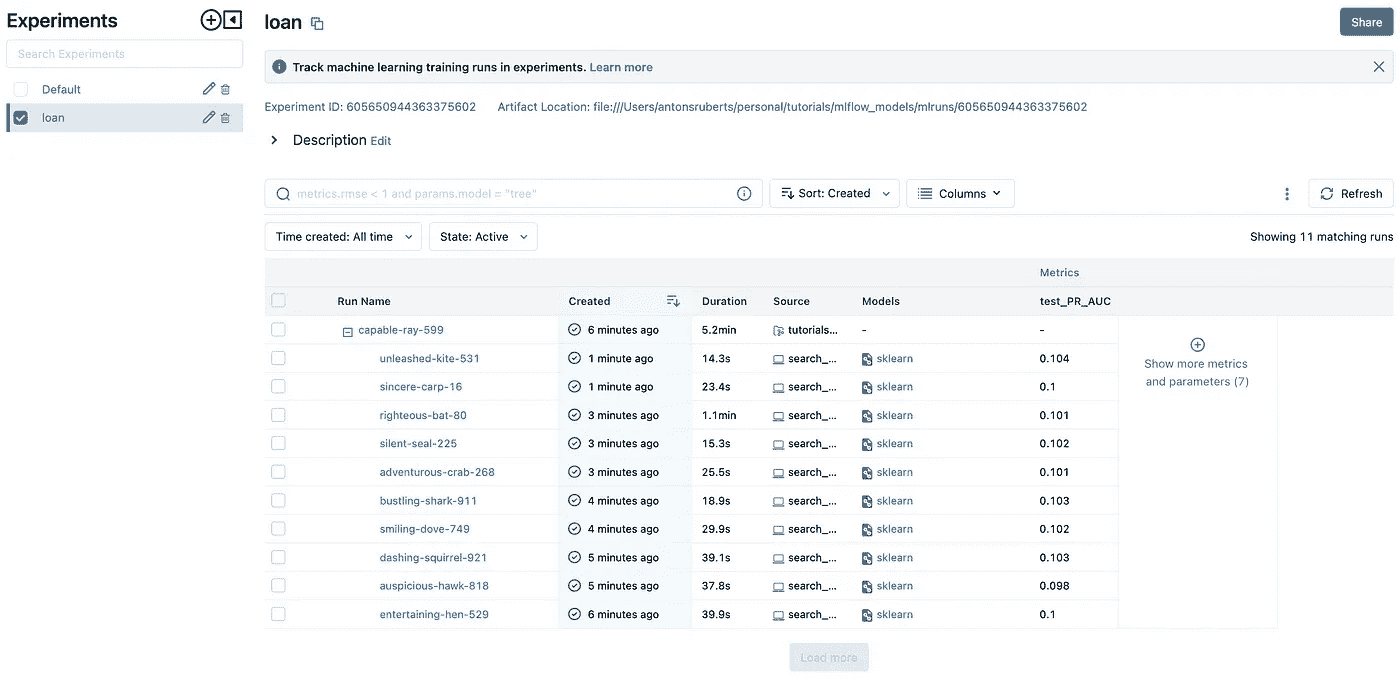 Experiments
Search Experiments
Default
loan
loan
Share
Track machine learning training runs in experiments. Learn more
Experiment ID: 605650944363375602 Artifact Location: file:///Users/antonsruberts/personal/tutorials/mlflow_models/mlruns/605650944363375602
Description Edit
metrics.rmse < 1 and params.model = "tree"
Sort: Created
Columns
Refresh
Time created: All time
State: Active
Showing 11 matching runs
Metrics
Run Name Created Duration Source Models test_PR_AUC
capable-ray-599 6 minutes ago 5.2min tutorials... - -
unleashed-kite-531 1 minute ago 14.3s search_... sklearn 0.104
sincere-carp-16 1 minute ago 23.4s search_... sklearn 0.1
righteous-bat-80 3 minutes ago 1.1min search_... sklearn 0.101
silent-seal-225 3 minutes ago 15.3s search_... sklearn 0.102
adventurous-crab-268 3 minutes ago 25.5s search_... sklearn 0.101
bustling-shark-911 4 minutes ago 18.9s search_... sklearn 0.103
smiling-dove-749 4 minutes ago 29.9s search_... sklearn 0.102
dashing-squirrel-921 5 minutes ago 39.1s search_... sklearn 0.103
auspicious-hawk-818 5 minutes ago 37.8s search_... sklearn 0.098
entertaining-hen-529 6 minutes ago 39.9s search_... sklearn 0.1
Show more metrics
and parameters (7)
Load more